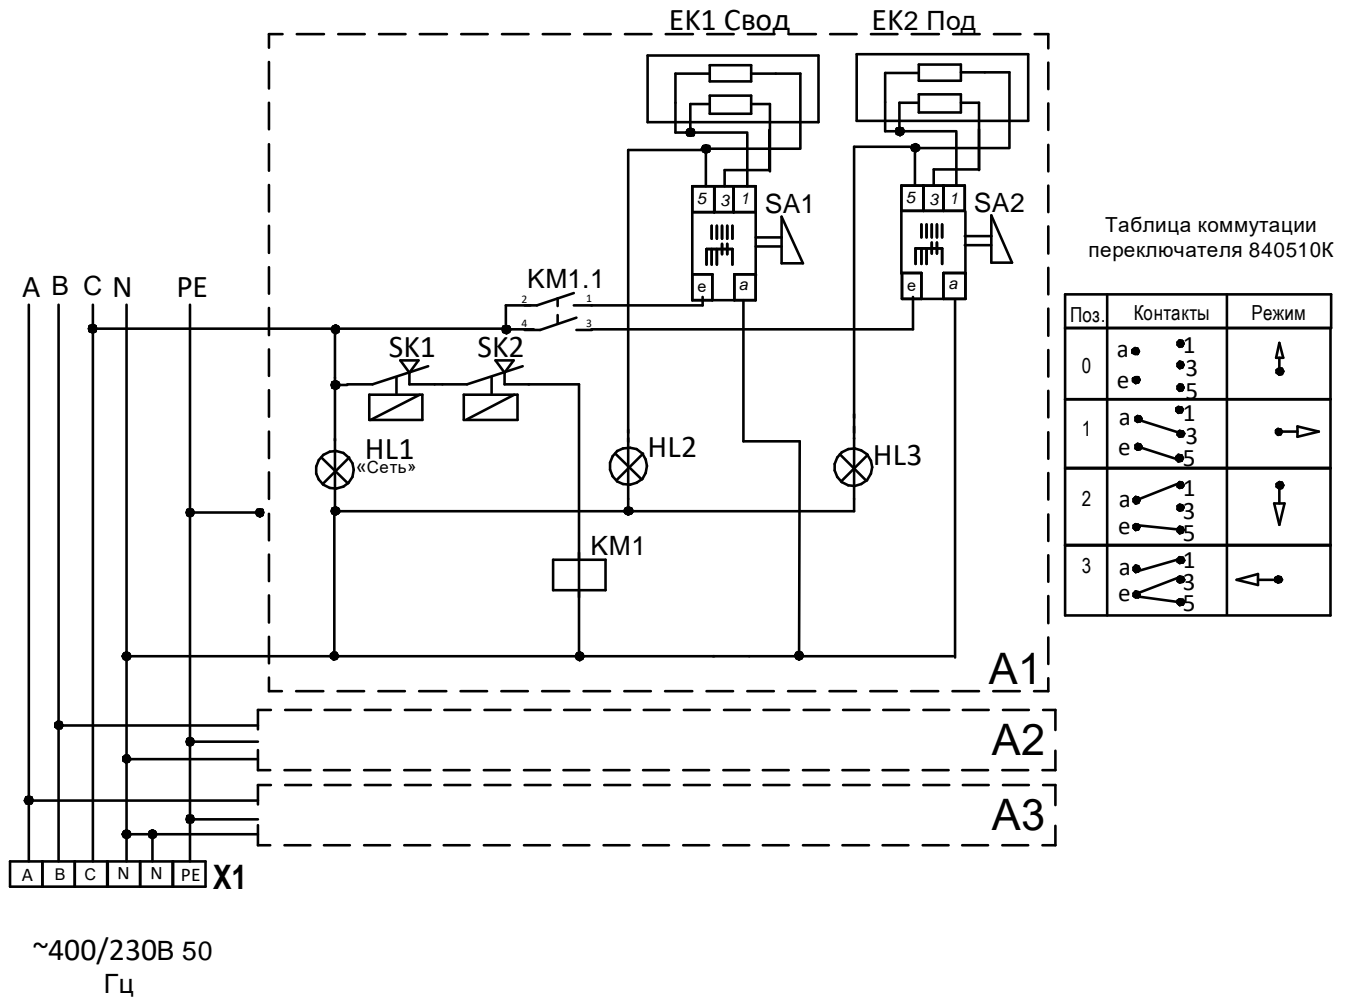 EK1 Свод
EK2 Под
5 3 1
SA1
e a
5 3 1
SA2
e a
Таблица коммутации
переключателя 840510К
Поз. Контакты Режим
0 a 1
3
e 5
1 a 1
3
e 5
2 a 1
3
e 5
3 a 1
3
e 5
A B C N PE
KM1.1
2 1
4 3
SK1 SK2
HL1
«Сеть»
HL2
HL3
KM1
A1
A2
A3
A B C N N PE X1
~400/230В 50
Гц